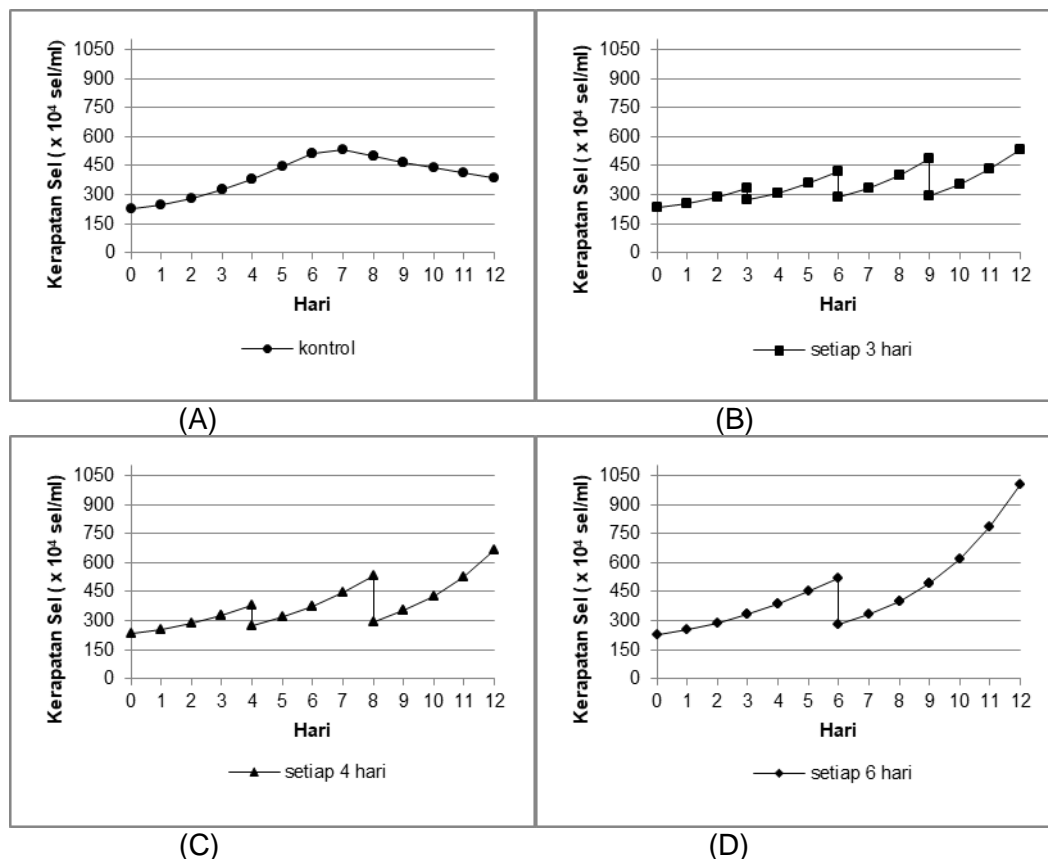 Kerapatan Sel ( x 10⁴ sel/ml)
1050
900
750
600
450
300
150
0
0 1 2 3 4 5 6 7 8 9 10 11 12
Hari
kontrol
(A)
Kerapatan Sel ( x 10⁴ sel/ml)
1050
900
750
600
450
300
150
0
0 1 2 3 4 5 6 7 8 9 10 11 12
Hari
setiap 3 hari
(B)
Kerapatan Sel ( x 10⁴ sel/ml)
1050
900
750
600
450
300
150
0
0 1 2 3 4 5 6 7 8 9 10 11 12
Hari
setiap 4 hari
(C)
Kerapatan Sel ( x 10⁴ sel/ml)
1050
900
750
600
450
300
150
0
0 1 2 3 4 5 6 7 8 9 10 11 12
Hari
setiap 6 hari
(D)